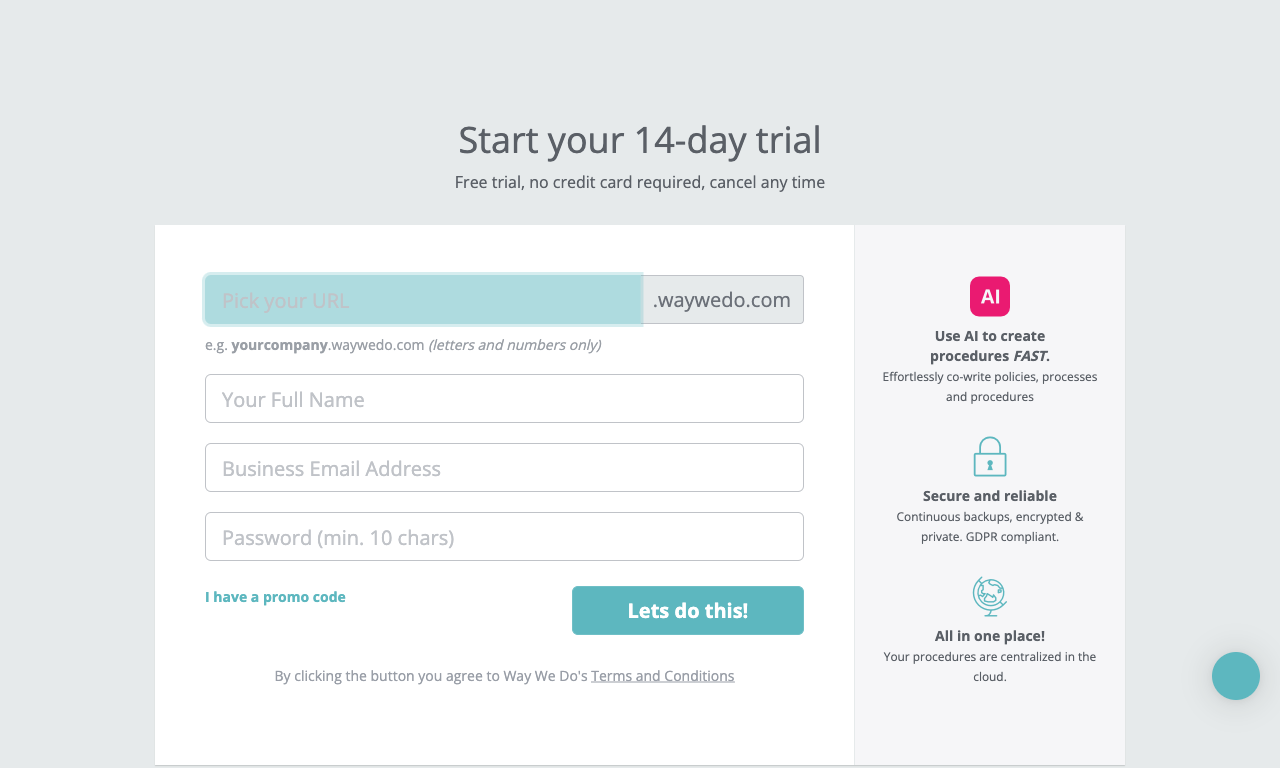 Start your 14-day trial
Free trial, no credit card required, cancel any time
Pick your URL
.waywedo.com
e.g. yourcompany.waywedo.com (letters and numbers only)
Your Full Name
Business Email Address
Password (min. 10 chars)
I have a promo code
Lets do this!
By clicking the button you agree to Way We Do's Terms and Conditions
AI
Use AI to create
procedures FAST.
Effortlessly co-write policies, processes
and procedures
Secure and reliable
Continuous backups, encrypted &
private. GDPR compliant.
All in one place!
Your procedures are centralized in the
cloud.